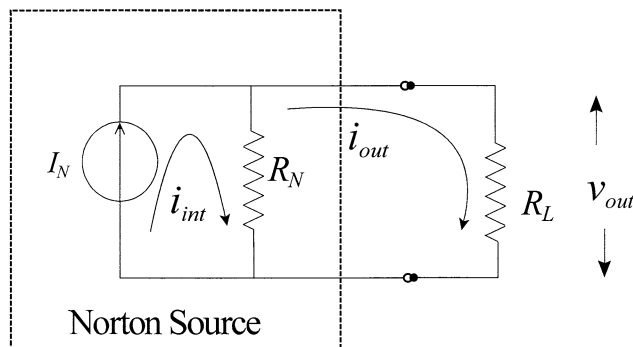 I_N
i_int
R_N
i_out
R_L
v_out
Norton Source